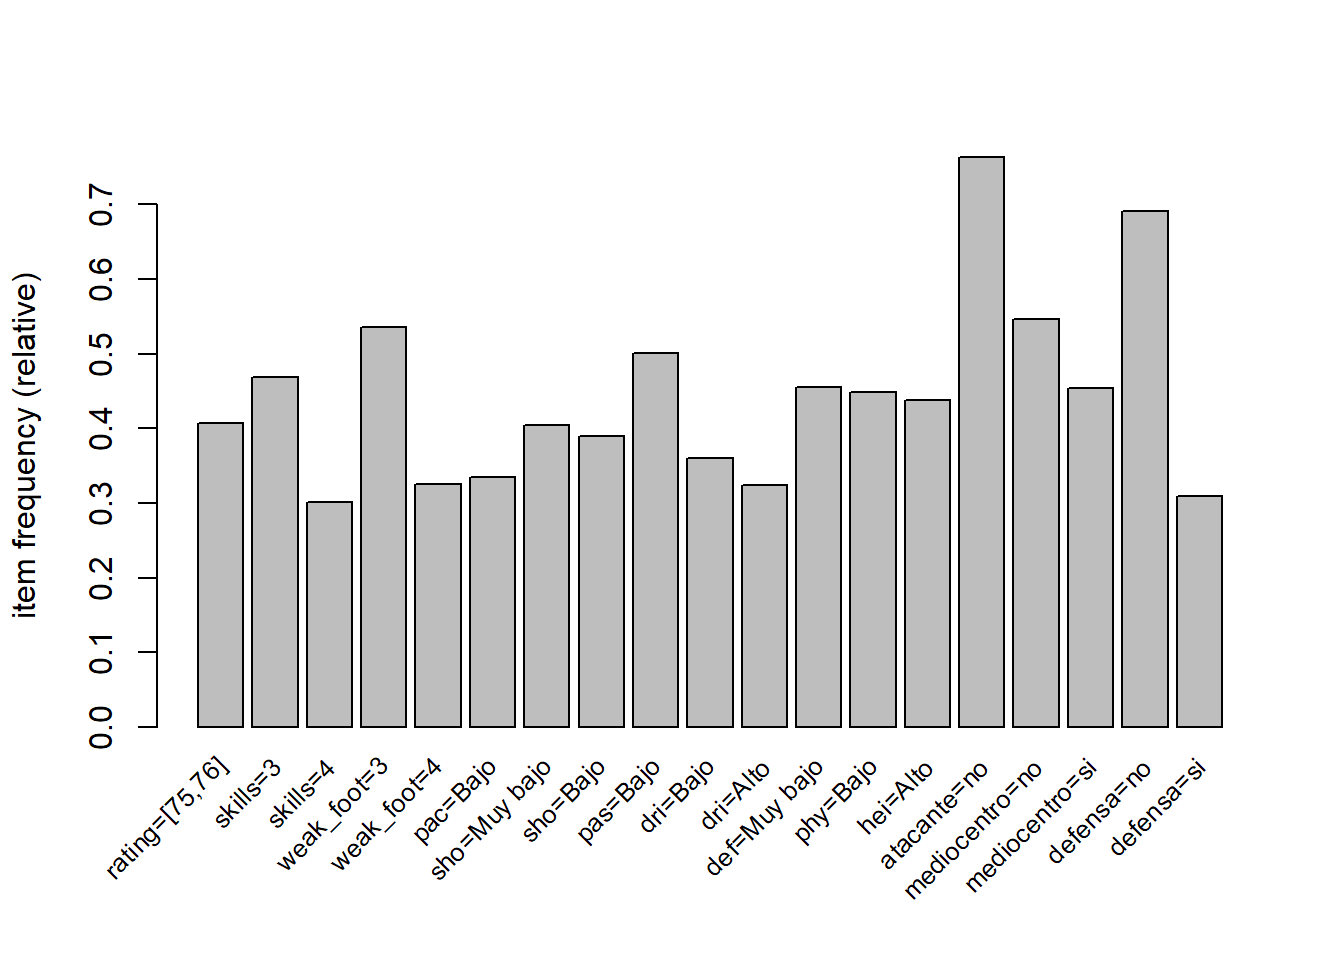 item frequency (relative)
0.7
0.6
0.5
0.4
0.3
0.2
0.1
0.0
rating=[75,76]
skills=3
skills=4
weak_foot=3
weak_foot=4
pac=Bajo
sho=Muy bajo
sho=Bajo
pas=Bajo
dri=Bajo
dri=Alto
def=Muy bajo
phy=Bajo
hei=Alto
atacante=no
mediocentro=no
mediocentro=si
defensa=no
defensa=si